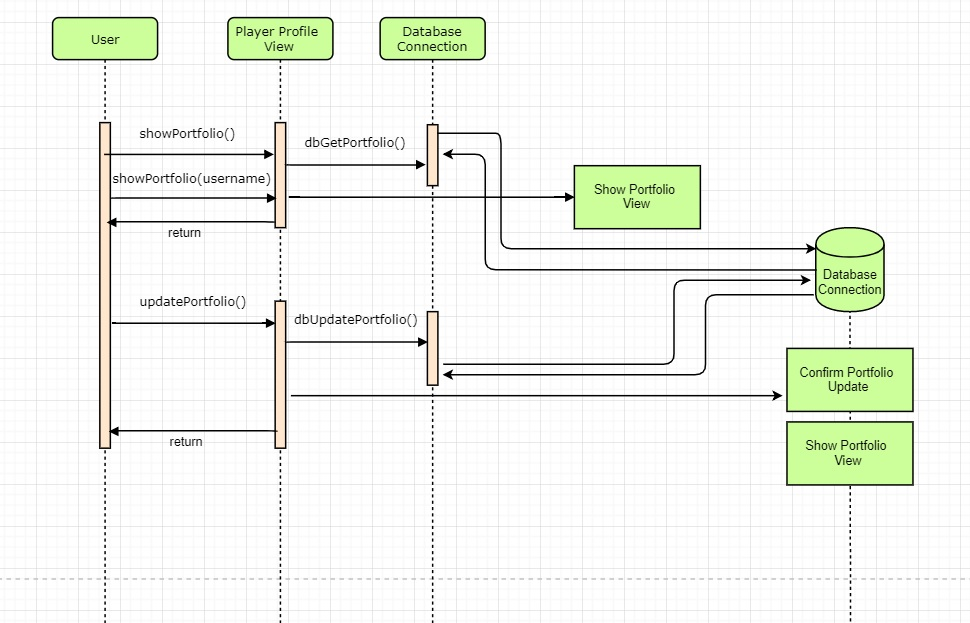 User
Player Profile
View
Database
Connection
showPortfolio()
dbGetPortfolio()
showPortfolio(username)
Show Portfolio
View
return
Database
Connection
updatePortfolio()
dbUpdatePortfolio()
Confirm Portfolio
Update
return
Show Portfolio
View